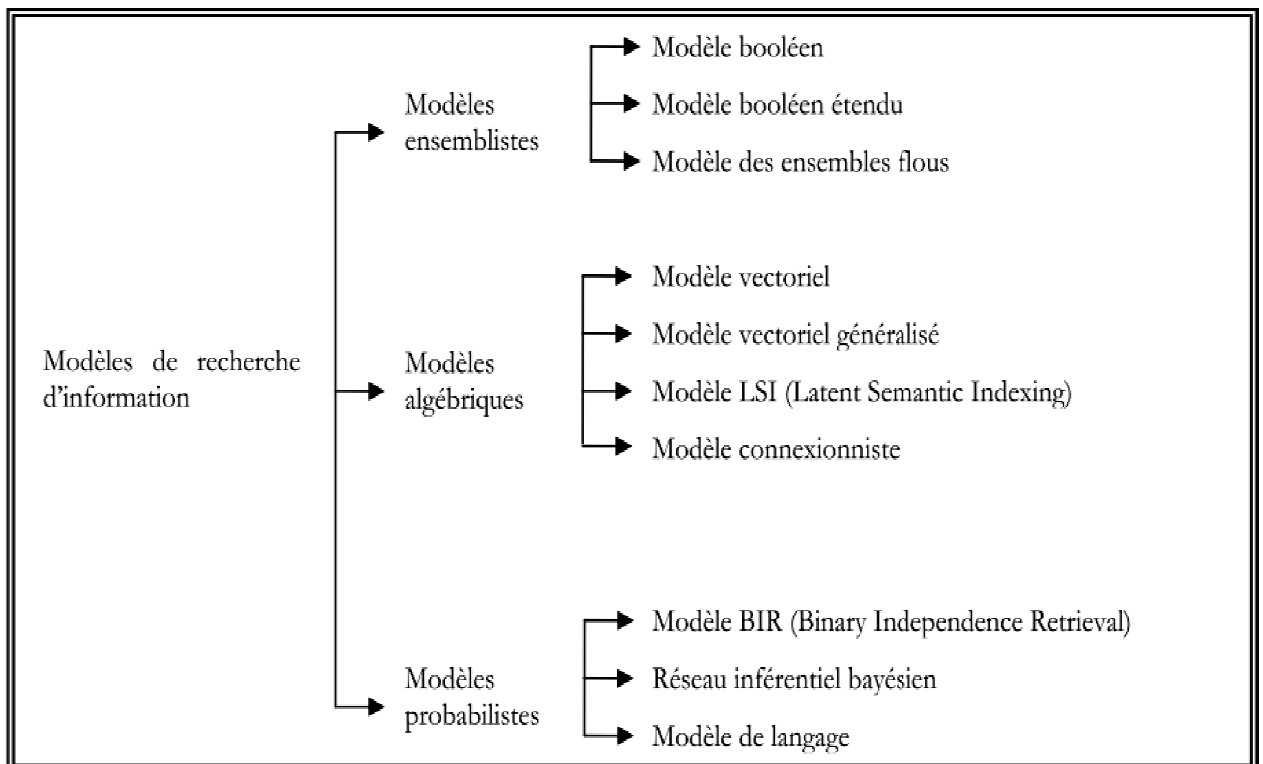 Modèles de recherche
d'information
Modèles
ensemblistes
Modèle booléen
Modèle booléen étendu
Modèle des ensembles flous
Modèles
algébriques
Modèle vectoriel
Modèle vectoriel généralisé
Modèle LSI (Latent Semantic Indexing)
Modèle connexionniste
Modèles
probabilistes
Modèle BIR (Binary Independence Retrieval)
Réseau inférentiel bayésien
Modèle de langage